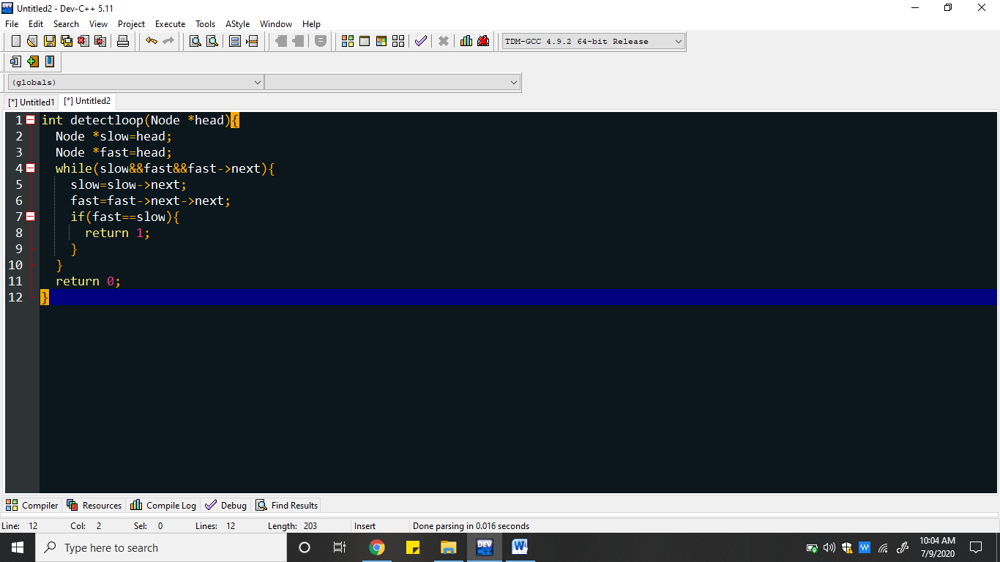 Untitled2 - Dev-C++ 5.11
File Edit Search View Project Execute Tools AStyle Window Help
TDM-GCC 4.9.2 64-bit Release
(globals)
[*] Untitled1 [*] Untitled2
1 int detectloop(Node *head){
2 Node *slow=head;
3 Node *fast=head;
4 while(slow&&fast&&fast->next){
5 slow=slow->next;
6 fast=fast->next->next;
7 if(fast==slow){
8 return 1;
9 }
10 }
11 return 0;
12 }
Compiler Resources Compile Log Debug Find Results
Line: 12 Col: 2 Sel: 0 Lines: 12 Length: 203 Insert Done parsing in 0.016 seconds
Type here to search
DEV
W
W
10:04 AM
7/9/2020